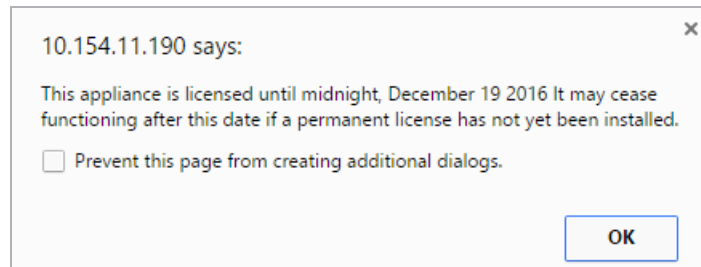 10.154.11.190 says:
This appliance is licensed until midnight, December 19 2016 It may cease
functioning after this date if a permanent license has not yet been installed.
Prevent this page from creating additional dialogs.
OK